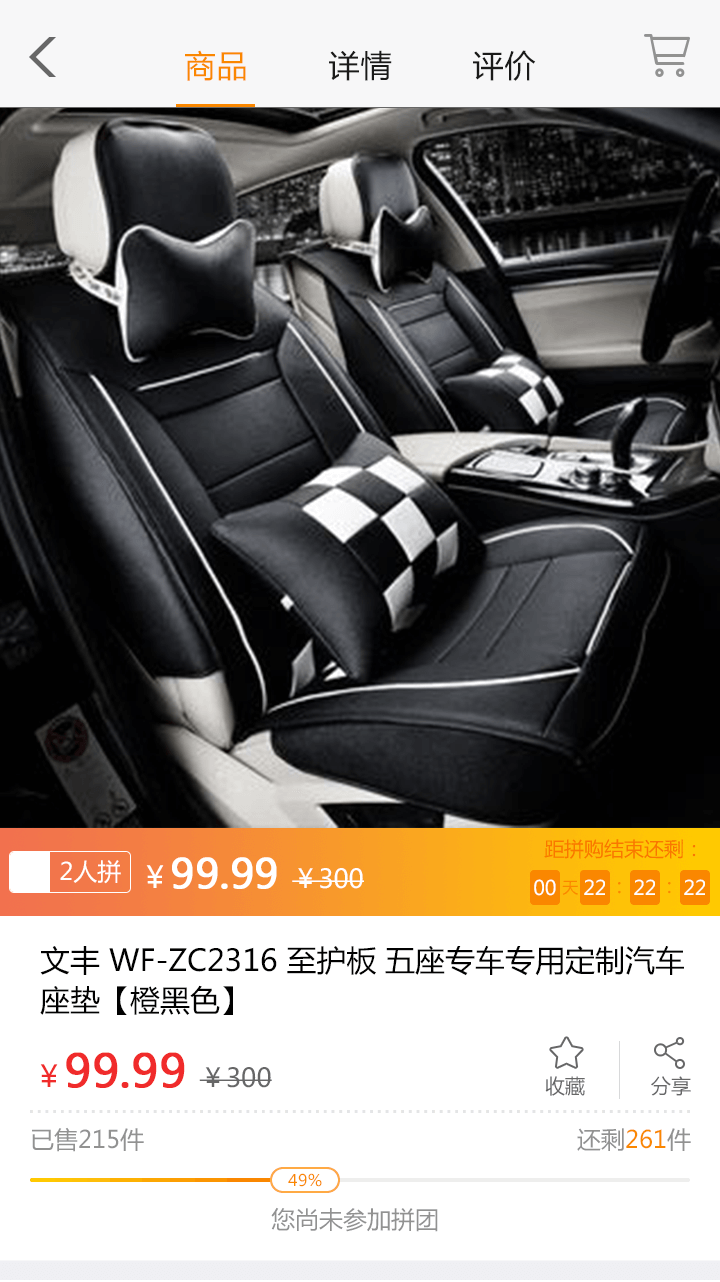 商品 详情 评价
2人拼 ¥99.99 ¥300
距拼购结束还剩：
00 天 22 : 22 : 22
文丰 WF-ZC2316 至护板 五座专车专用定制汽车
座垫【橙黑色】
¥99.99 ¥300
收藏 分享
已售215件 还剩261件
49%
您尚未参加拼团